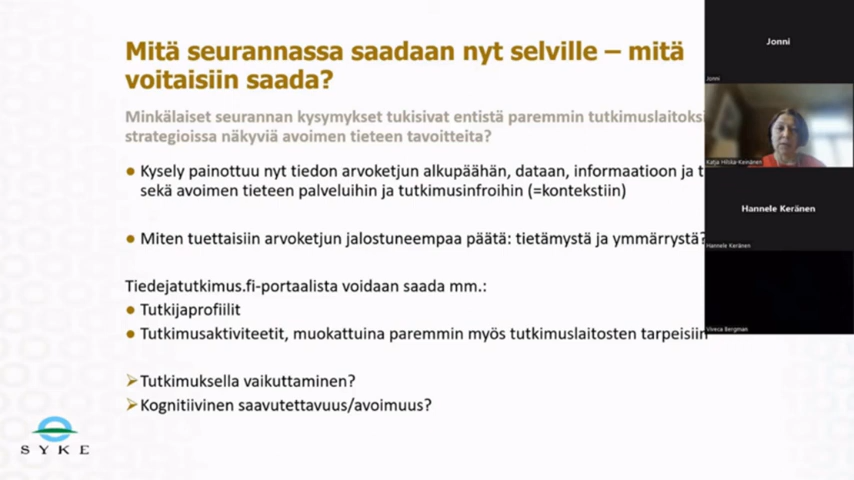 Mitä seurannassa saadaan nyt selville – mitä
voitaisiin saada?
Minkälaiset seurannan kysymykset tukisivat entistä paremmin tutkimuslaitoksi
strategioissa näkyviä avoimen tieteen tavoitteita?
● Kysely painottuu nyt tiedon arvoketjun alkupäähän, dataan, informaatioon ja t
sekä avoimen tieteen palveluihin ja tutkimusinfroihin (=kontekstiin)
● Miten tuettaisiin arvoketjun jalostuneempaa päätä: tietämystä ja ymmärrystä?
Tiedejatutkimus.fi-portaalista voidaan saada mm.:
● Tutkijaprofiilit
● Tutkimusaktiviteetit, muokattuina paremmin myös tutkimuslaitosten tarpeisiin
➢ Tutkimuksella vaikuttaminen?
➢ Kognitiivinen saavutettavuus/avoimuus?
SYKE
Jonni
Jonni
Katja Hilska-Keinänen
Hannele Keränen
Hannele Keränen
Viveca Bergman